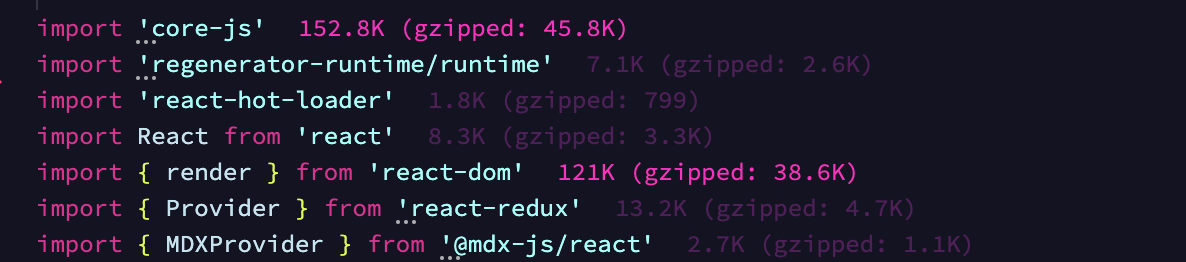 import 'core-js' 152.8K (gzipped: 45.8K)
import 'regenerator-runtime/runtime' 7.1K (gzipped: 2.6K)
import 'react-hot-loader' 1.8K (gzipped: 799)
import React from 'react' 8.3K (gzipped: 3.3K)
import { render } from 'react-dom' 121K (gzipped: 38.6K)
import { Provider } from 'react-redux' 13.2K (gzipped: 4.7K)
import { MDXProvider } from '@mdx-js/react' 2.7K (gzipped: 1.1K)